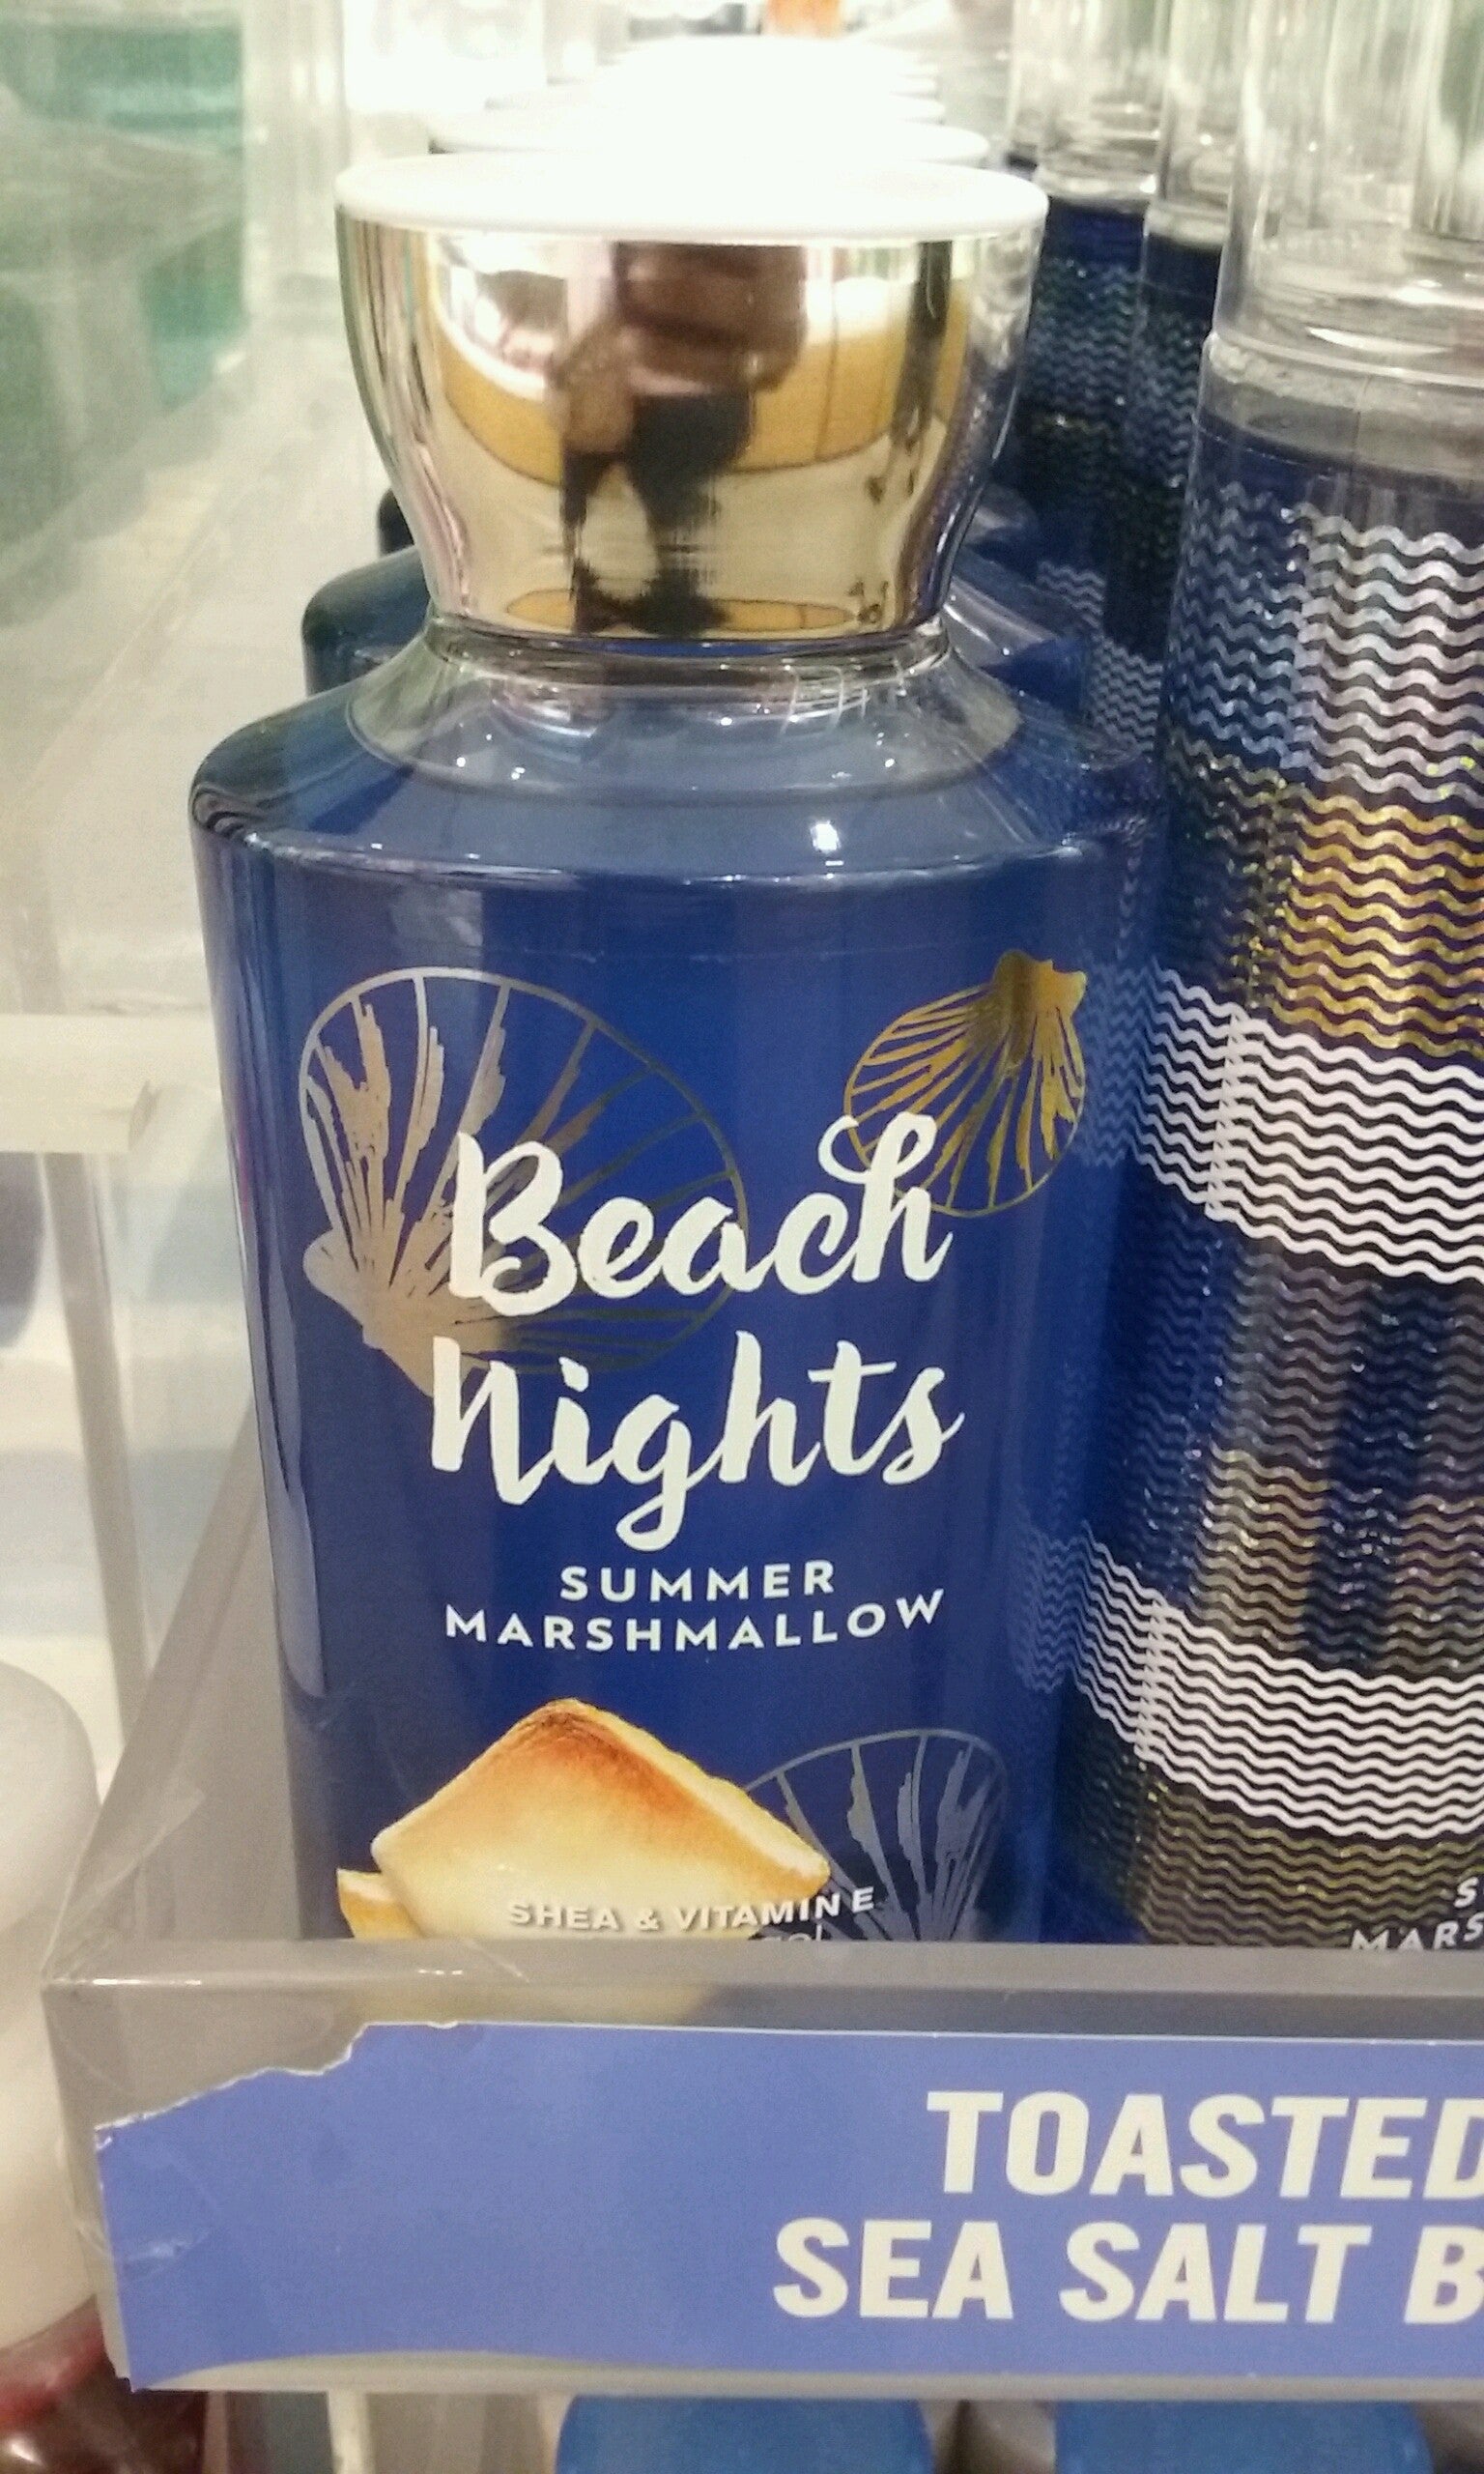 Beach
Nights
SUMMER
MARSHMALLOW
SHEA & VITAMIN E
TOASTED
SEA SALT B